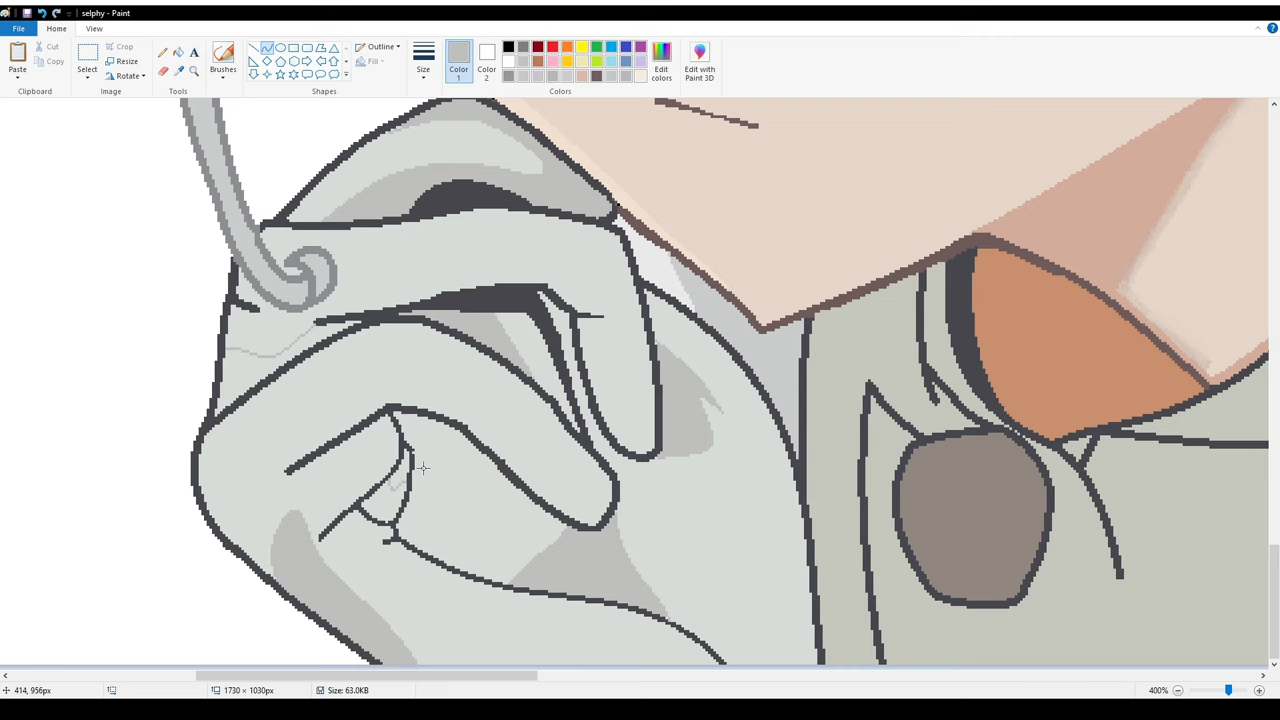 selphy - Paint
File Home View
Paste
Cut
Copy
Clipboard
Select
Crop
Resize
Rotate
Image
A
Tools
Brushes
Outline
Fill
Shapes
Size
Color
1
Color
2
Edit
colors
Colors
Edit with
Paint 3D
414, 956px
1730 × 1030px
Size: 63.0KB
400%